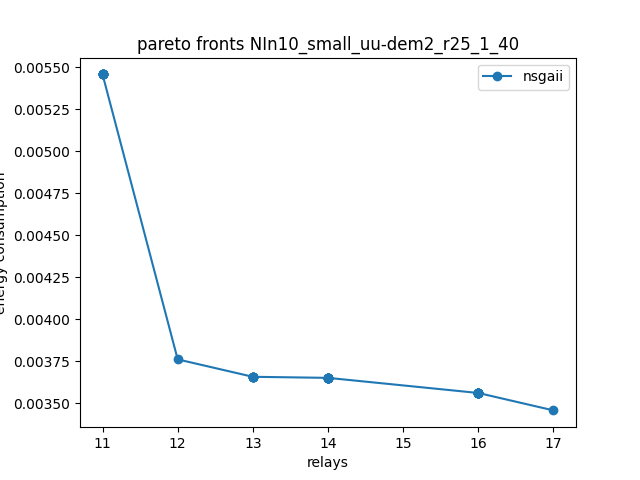 pareto fronts NIn10_small_uu-dem2_r25_1_40
nsgaii
0.00550
0.00525
0.00500
0.00475
0.00450
0.00425
0.00400
0.00375
0.00350
energy consumption
11 12 13 14 15 16 17
relays